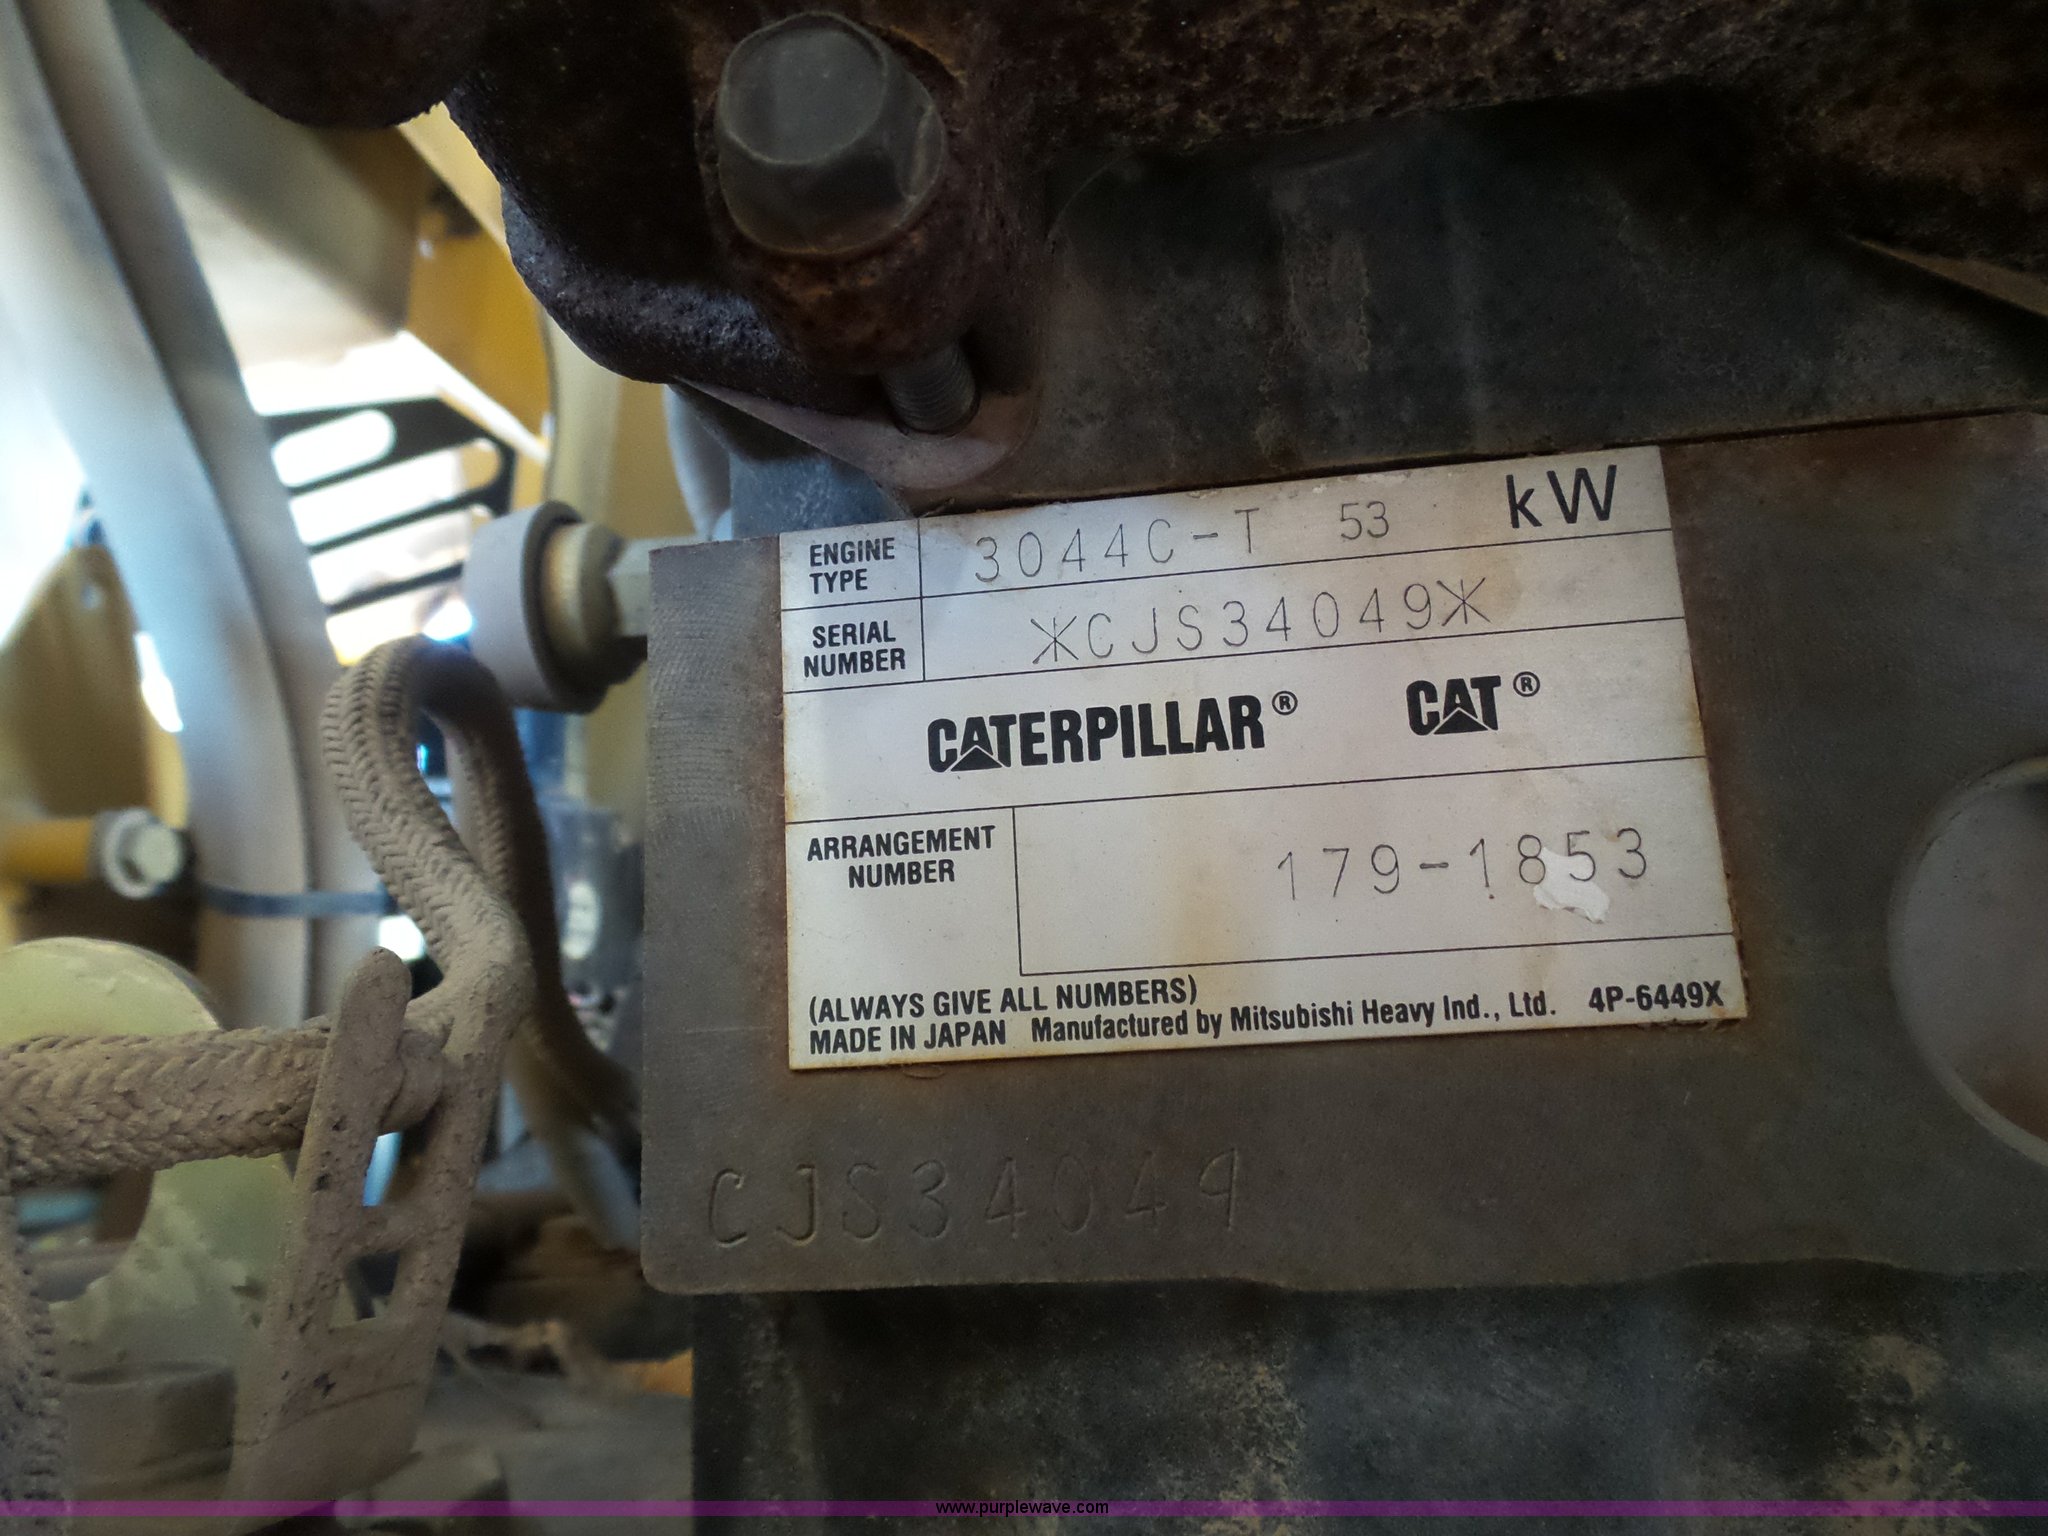 ENGINE TYPE 3044C-T 53 kW
SERIAL NUMBER *CJS34049*
CATERPILLAR® CAT®
ARRANGEMENT NUMBER 179-1853
(ALWAYS GIVE ALL NUMBERS)
MADE IN JAPAN Manufactured by Mitsubishi Heavy Ind., Ltd. 4P-6449X
CJS34049
www.purplewave.com